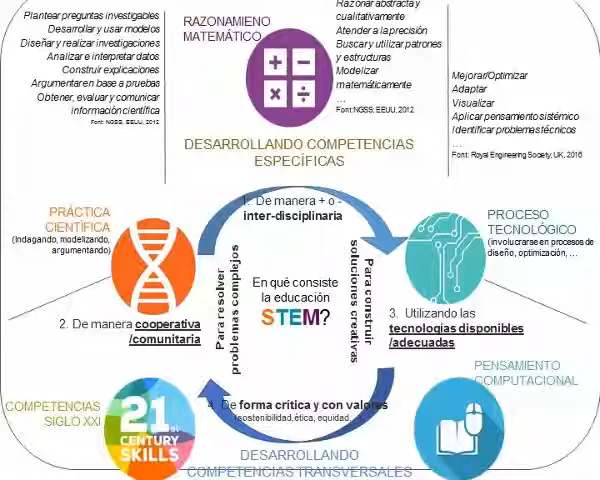 Plantear preguntas investigables
Desarrollar y usar modelos
Diseñar y realizar investigaciones
Analizar e interpretar datos
Construir explicaciones
Argumentar en base a pruebas
Obtener, evaluar y comunicar
información científica
Font: NGSS, EEUU, 2012
RAZONAMIENO
MATEMÁTICO
Razonar abstracta y
cualitativamente
Atender a la precisión
Buscar y utilizar patrones
y estructuras
Modelizar
matemáticamente
…
Font:NGSS; EEUU, 2012
Mejorar/Optimizar
Adaptar
Visualizar
Aplicar pensamiento sistémico
Identificar problemas técnicos
…
Font: Royal Engineering Society, UK, 2016
DESARROLLANDO COMPETENCIAS
ESPECÍFICAS
PRÁCTICA
CIENTÍFICA
(Indagando, modelizando,
argumentando)
1. De manera + o -
inter-disciplinaria
PROCESO
TECNOLÓGICO
(involucrarse en procesos de
diseño, optimización, …
Para resolver
problemas complejos
En qué consiste
la educación
STEM?
Para construir
soluciones creativas
2. De manera cooperativa
/comunitaria
3. Utilizando las
tecnologías disponibles
/adecuadas
COMPETENCIAS
SIGLO XXI
21st
CENTURY
SKILLS
4. De forma crítica y con valores
(sostenibilidad, ética, equidad…)
PENSAMIENTO
COMPUTACIONAL
DESARROLLANDO
COMPETENCIAS TRANSVERSALES